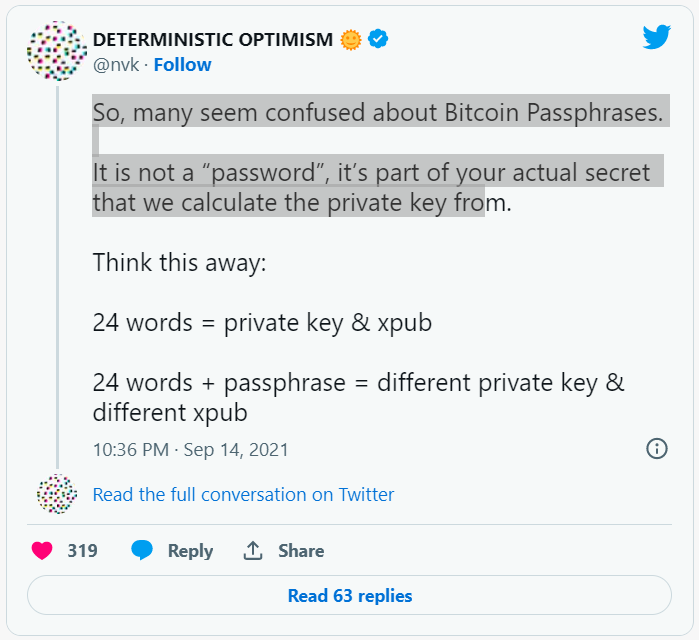 DETERMINISTIC OPTIMISM 🌞
@nvk · Follow
So, many seem confused about Bitcoin Passphrases.
It is not a “password”, it’s part of your actual secret
that we calculate the private key from.
Think this away:
24 words = private key & xpub
24 words + passphrase = different private key &
different xpub
10:36 PM · Sep 14, 2021
Read the full conversation on Twitter
319 Reply Share
Read 63 replies